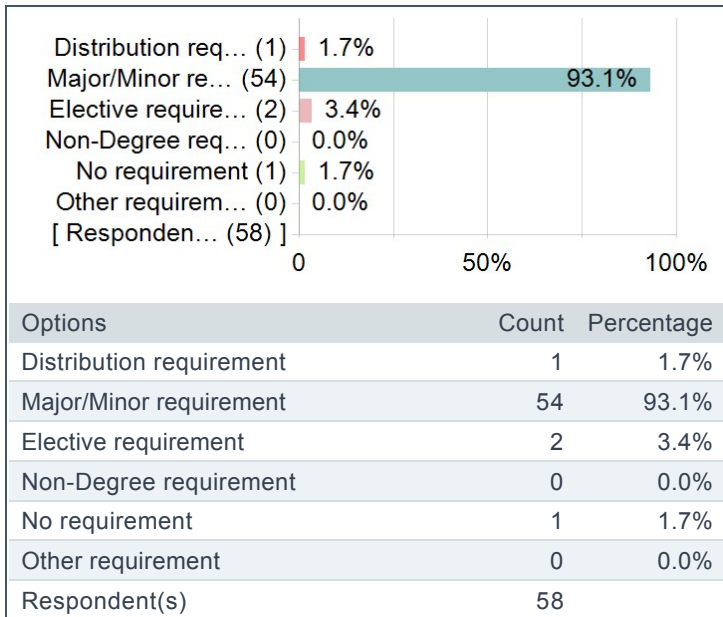 Distribution req… (1) 1.7%
Major/Minor re… (54) 93.1%
Elective require… (2) 3.4%
Non-Degree req… (0) 0.0%
No requirement (1) 1.7%
Other requirem… (0) 0.0%
[ Responden… (58) ]
0 50% 100%
Options Count Percentage
Distribution requirement 1 1.7%
Major/Minor requirement 54 93.1%
Elective requirement 2 3.4%
Non-Degree requirement 0 0.0%
No requirement 1 1.7%
Other requirement 0 0.0%
Respondent(s) 58